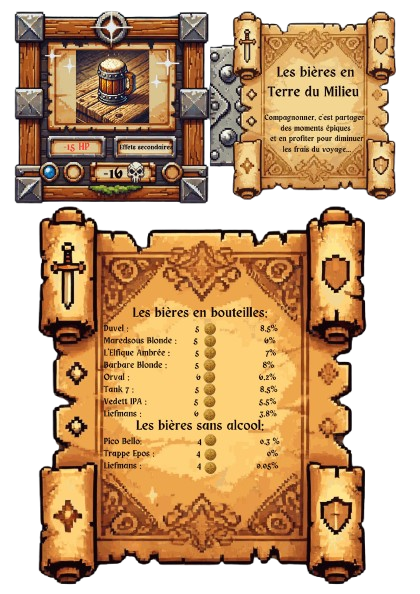 -15 HP
Effets secondaires
-16
Les bières en
Terre du Milieu
Compagnonner, c'est partager
des moments épiques
et en profiter pour diminuer
les frais du voyage...
Les bières en bouteilles:
Duvel : 5 8,5%
Maredsous Blonde : 5 6%
L'Elfique Ambrée : 5 7%
Barbare Blonde : 5 8%
Orval : 6 6,2%
Tank 7 : 5 8,5%
Vedett IPA : 5 5,5%
Liefmans : 6 3,8%
Les bières sans alcool:
Pico Bello: 4 0,3 %
Trappe Epos : 4 0%
Liefmans : 4 0,05%